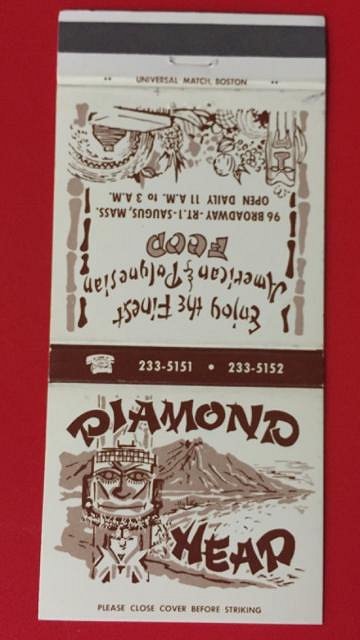 UNIVERSAL MATCH, BOSTON
Enjoy the Finest
American & Polynesian
FOOD
96 BROADWAY-RT. 1-SAUGUS, MASS.
OPEN DAILY 11 A.M. to 3 A.M.
233-5151 • 233-5152
DIAMOND
HEAD
PLEASE CLOSE COVER BEFORE STRIKING